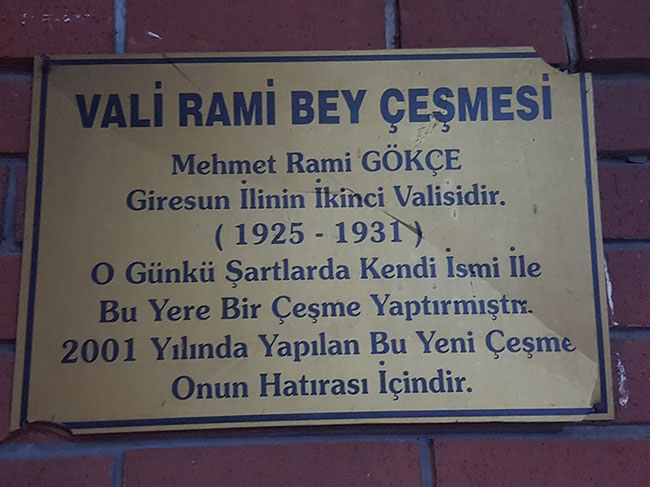 VALİ RAMİ BEY ÇEŞMESİ
Mehmet Rami GÖKÇE
Giresun İlinin İkinci Valisidir.
( 1925 - 1931 )
O Günkü Şartlarda Kendi İsmi İle
Bu Yere Bir Çeşme Yaptırmıştır.
2001 Yılında Yapılan Bu Yeni Çeşme
Onun Hatırası İçindir.